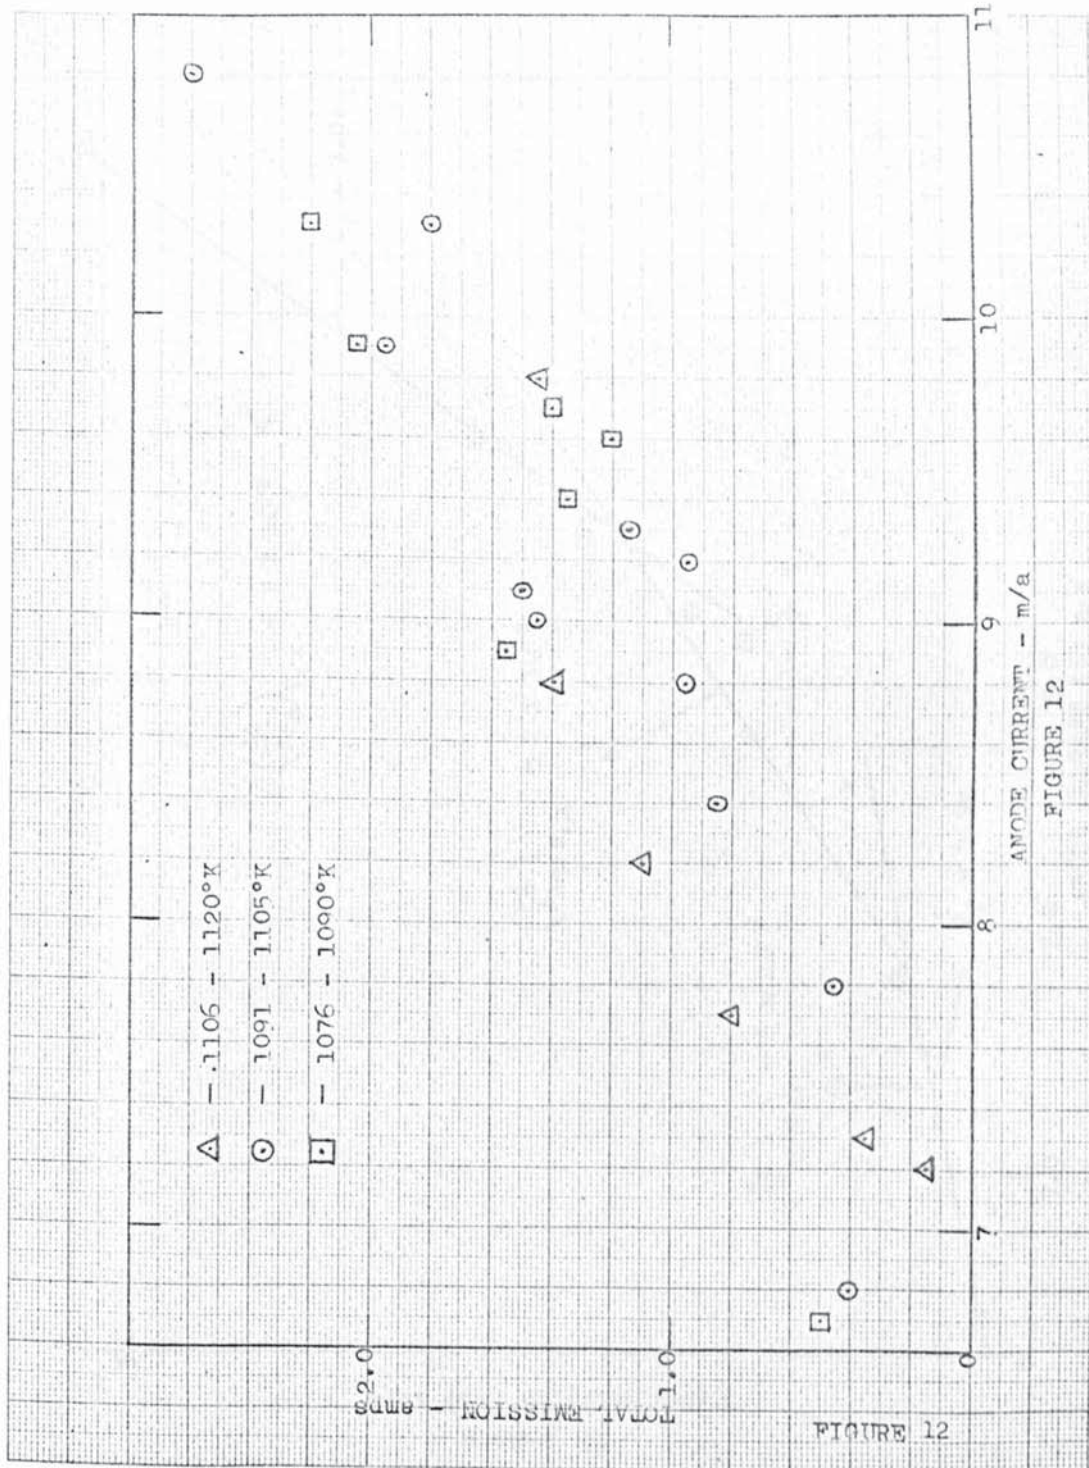 — .1106 - 1120°K
— 1091 - 1105°K
— 1076 - 1090°K
TOTAL EMISSION - amps
2.0
1.0
0
7
8
9
10
11
ANODE CURRENT - m/a
FIGURE 12
FIGURE 12